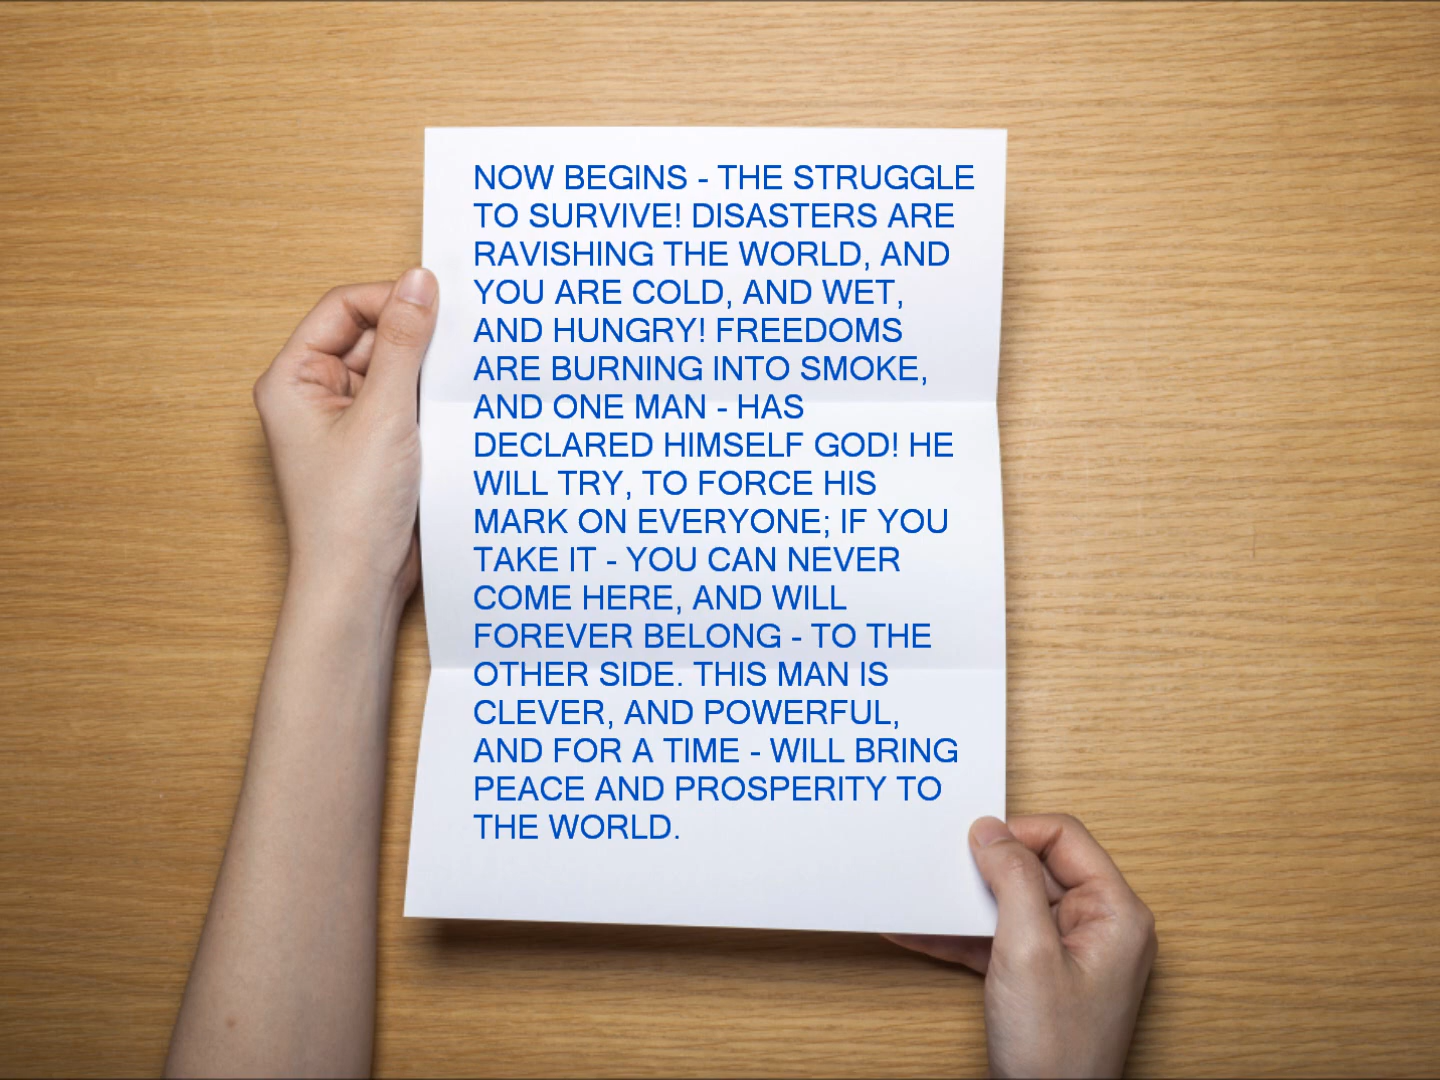 NOW BEGINS - THE STRUGGLE
TO SURVIVE! DISASTERS ARE
RAVISHING THE WORLD, AND
YOU ARE COLD, AND WET,
AND HUNGRY! FREEDOMS
ARE BURNING INTO SMOKE,
AND ONE MAN - HAS
DECLARED HIMSELF GOD! HE
WILL TRY, TO FORCE HIS
MARK ON EVERYONE; IF YOU
TAKE IT - YOU CAN NEVER
COME HERE, AND WILL
FOREVER BELONG - TO THE
OTHER SIDE. THIS MAN IS
CLEVER, AND POWERFUL,
AND FOR A TIME - WILL BRING
PEACE AND PROSPERITY TO
THE WORLD.